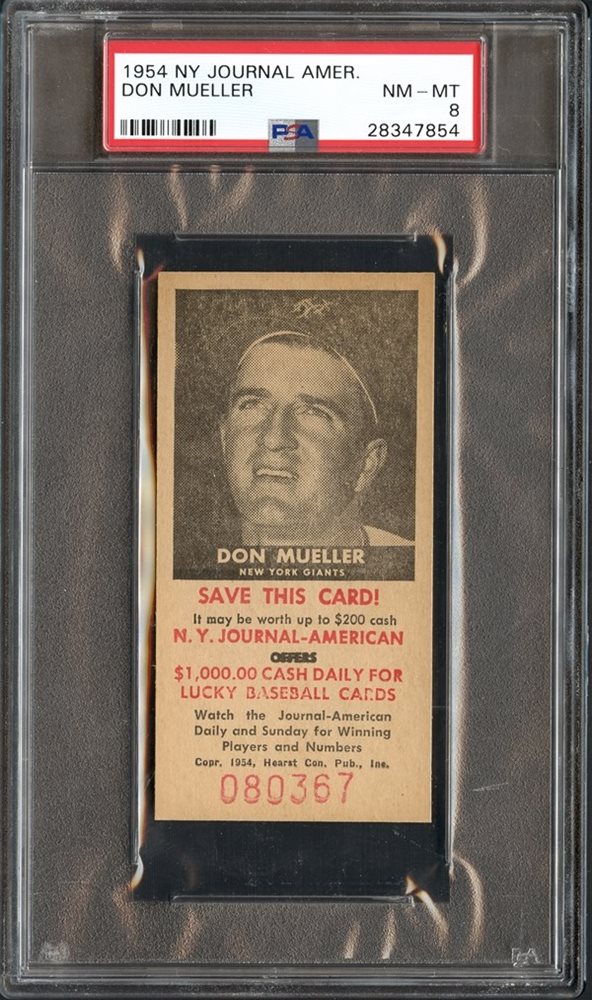 1954 NY JOURNAL AMER.
DON MUELLER NM – MT
8
PSA 28347854
DON MUELLER
NEW YORK GIANTS
SAVE THIS CARD!
It may be worth up to $200 cash
N. Y. JOURNAL-AMERICAN
OFFERS
$1,000.00 CASH DAILY FOR
LUCKY BASEBALL CARDS
Watch the Journal-American
Daily and Sunday for Winning
Players and Numbers
Copr. 1954, Hearst Con. Pub., Inc.
080367